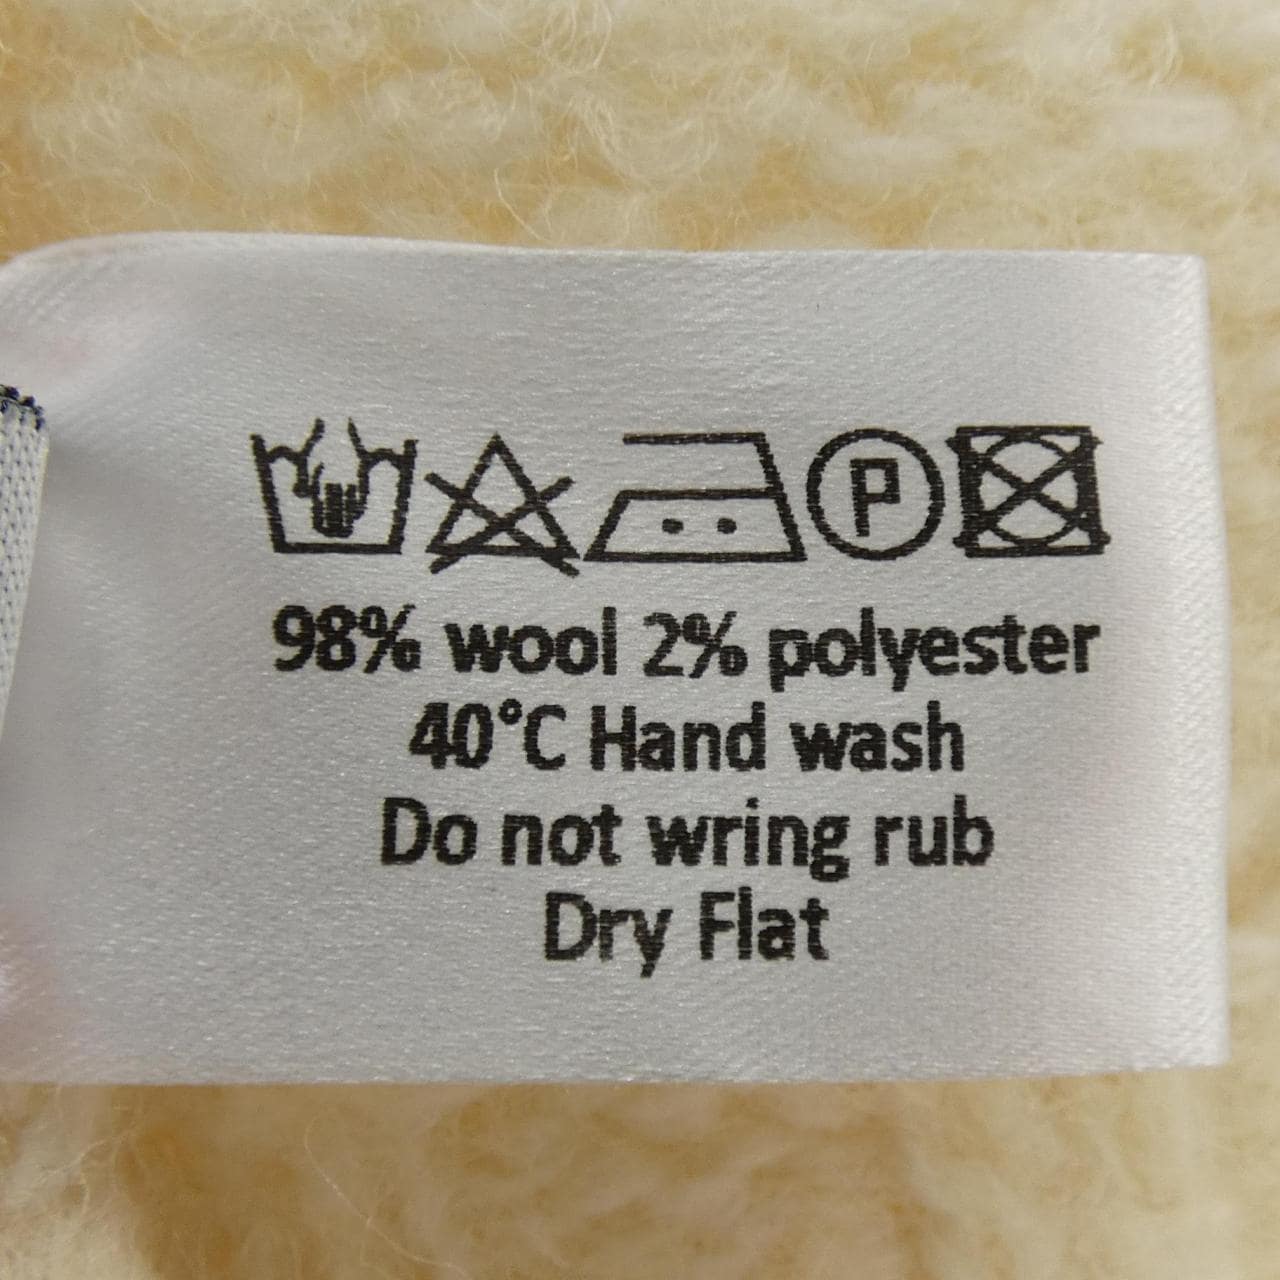 P
98% wool 2% polyester
40°C Hand wash
Do not wring rub
Dry Flat